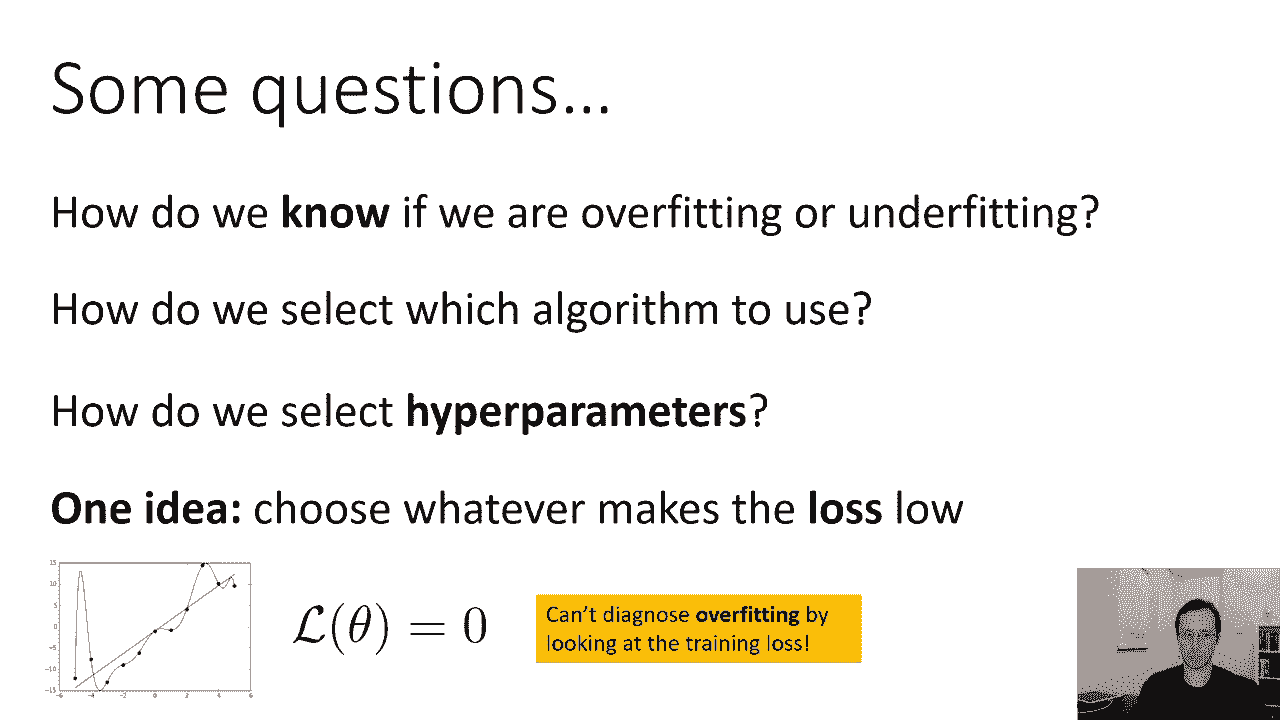 Some questions...
How do we know if we are overfitting or underfitting?
How do we select which algorithm to use?
How do we select hyperparameters?
One idea: choose whatever makes the loss low
15
10
5
0
−5
−10
−15
−6 −4 −2 0 2 4 6
ℒ(θ) = 0
Can't diagnose overfitting by
looking at the training loss!